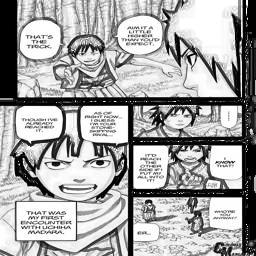 THAT'S
THE
TRICK.
AIM IT A
LITTLE
HIGHER
THAN YOU'D
EXPECT.
AS OF
RIGHT NOW...
I GUESS
I'M YOUR
STONE-
SKIPPING
RIVAL...
THOUGH I'VE
ALREADY
REACHED
IT.
THAT WAS
MY FIRST
ENCOUNTER
WITH UCHIHA
MADARA.
...
I KNOW
THAT!
IT'D
REACH
THE OTHER
SIDE IF I
PUT MY ALL
INTO IT!
WHO'RE
YOU
ANYWAY?
ER...